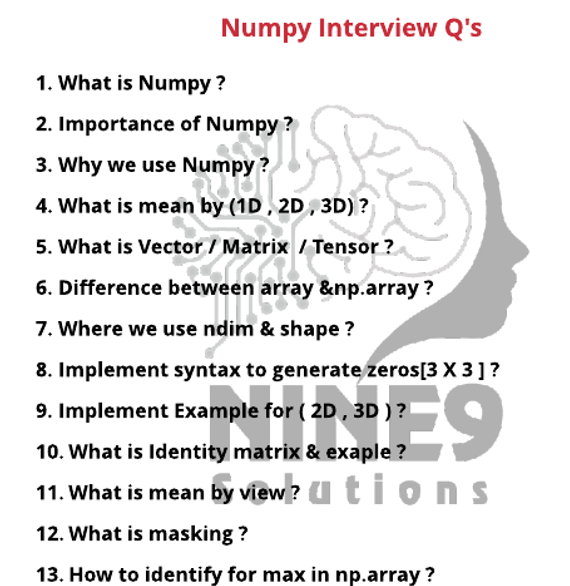 Numpy Interview Q's
1. What is Numpy ?
2. Importance of Numpy ?
3. Why we use Numpy ?
4. What is mean by (1D , 2D , 3D) ?
5. What is Vector / Matrix / Tensor ?
6. Difference between array &np.array ?
7. Where we use ndim & shape ?
8. Implement syntax to generate zeros[3 X 3 ] ?
9. Implement Example for ( 2D , 3D ) ?
NINE9
10. What is Identity matrix & exaple ?
11. What is mean by view ?
Solutions
12. What is masking ?
13. How to identify for max in np.array ?